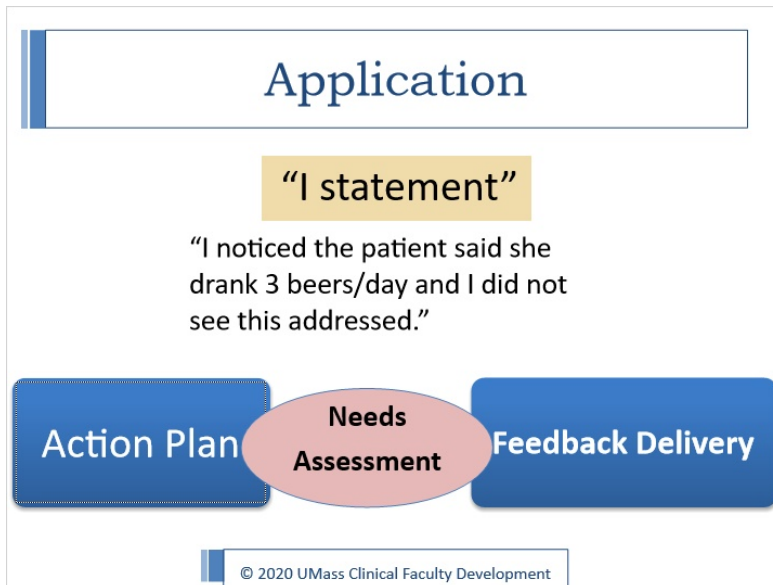 Application
“I statement”
“I noticed the patient said she
drank 3 beers/day and I did not
see this addressed.”
Action Plan
Needs
Assessment
Feedback Delivery
© 2020 UMass Clinical Faculty Development